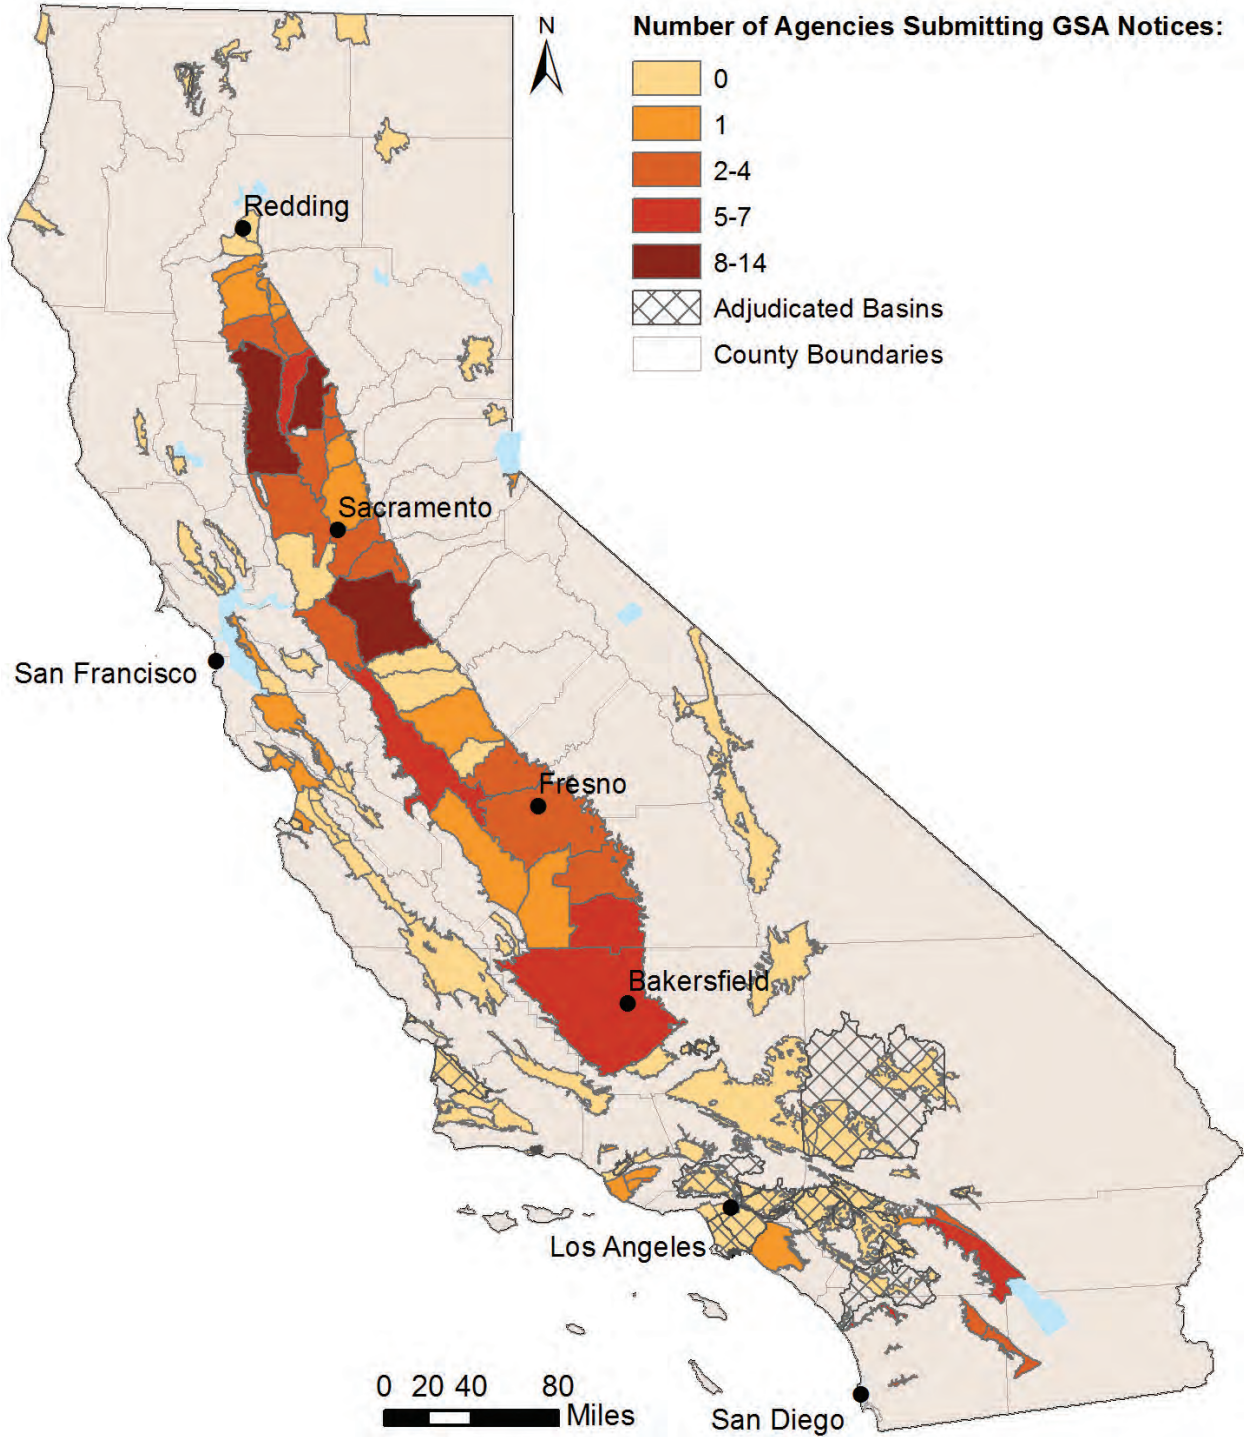 N
Number of Agencies Submitting GSA Notices:
0
1
2-4
5-7
8-14
Adjudicated Basins
County Boundaries
Redding
Sacramento
San Francisco
Fresno
Bakersfield
Los Angeles
San Diego
0 20 40 80
Miles